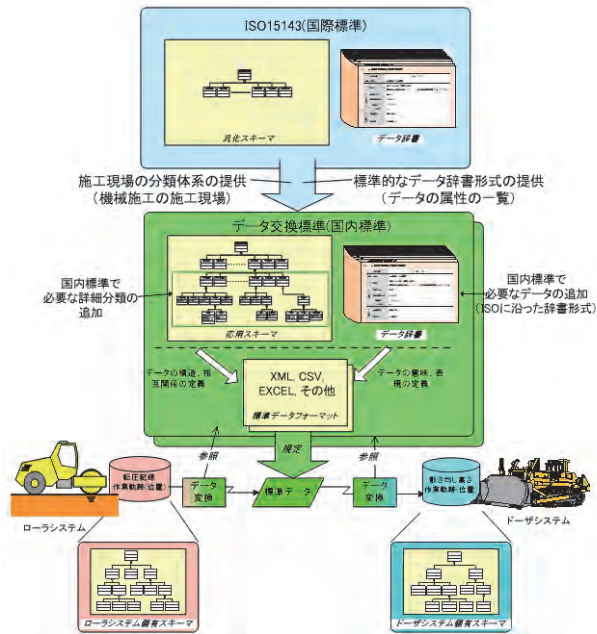 ISO15143(国際標準)
汎化スキーマ
データ辞書
施工現場の分類体系の提供
(機械施工の施工現場)
標準的なデータ辞書形式の提供
(データの属性の一覧)
データ交換標準(国内標準)
国内標準で
必要な詳細分類の
追加
応用スキーマ
データ辞書
国内標準で
必要なデータの追加
(ISOに沿った辞書形式)
データの構造、相
互関係の定義
XML, CSV,
EXCEL, その他
標準データフォーマット
データの意味、表
現の定義
参照
規定
参照
転圧記録
作業軌跡(位置)
データ
変換
標準データ
データ
変換
敷き均し高さ
作業軌跡(位置)
ローラシステム
ドーザシステム
ローラシステム固有スキーマ
ドーザシステム固有スキーマ